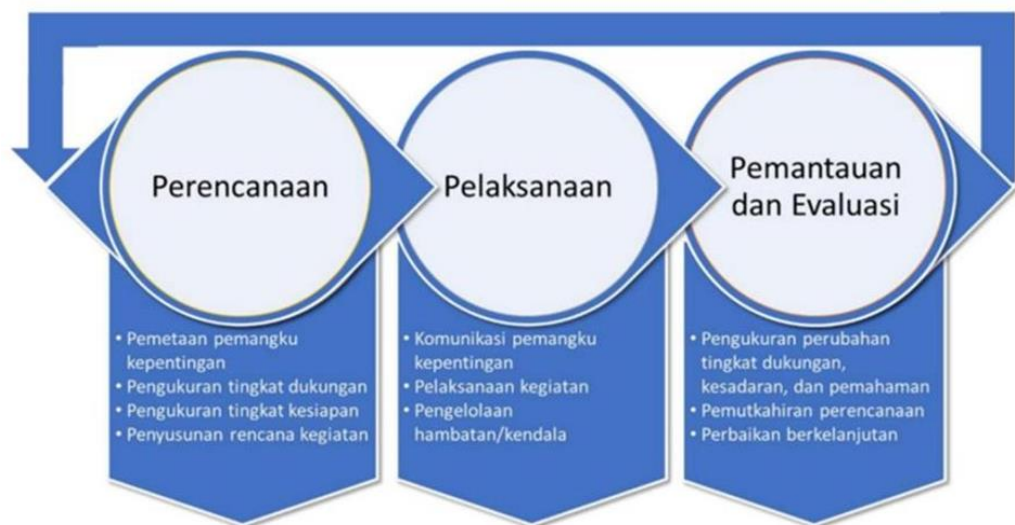 Perencanaan
• Pemetaan pemangku
kepentingan
• Pengukuran tingkat dukungan
• Pengukuran tingkat kesiapan
• Penyusunan rencana kegiatan
Pelaksanaan
• Komunikasi pemangku
kepentingan
• Pelaksanaan kegiatan
• Pengelolaan
hambatan/kendala
Pemantauan
dan Evaluasi
• Pengukuran perubahan
tingkat dukungan,
kesadaran, dan pemahaman
• Pemutkahiran perencanaan
• Perbaikan berkelanjutan